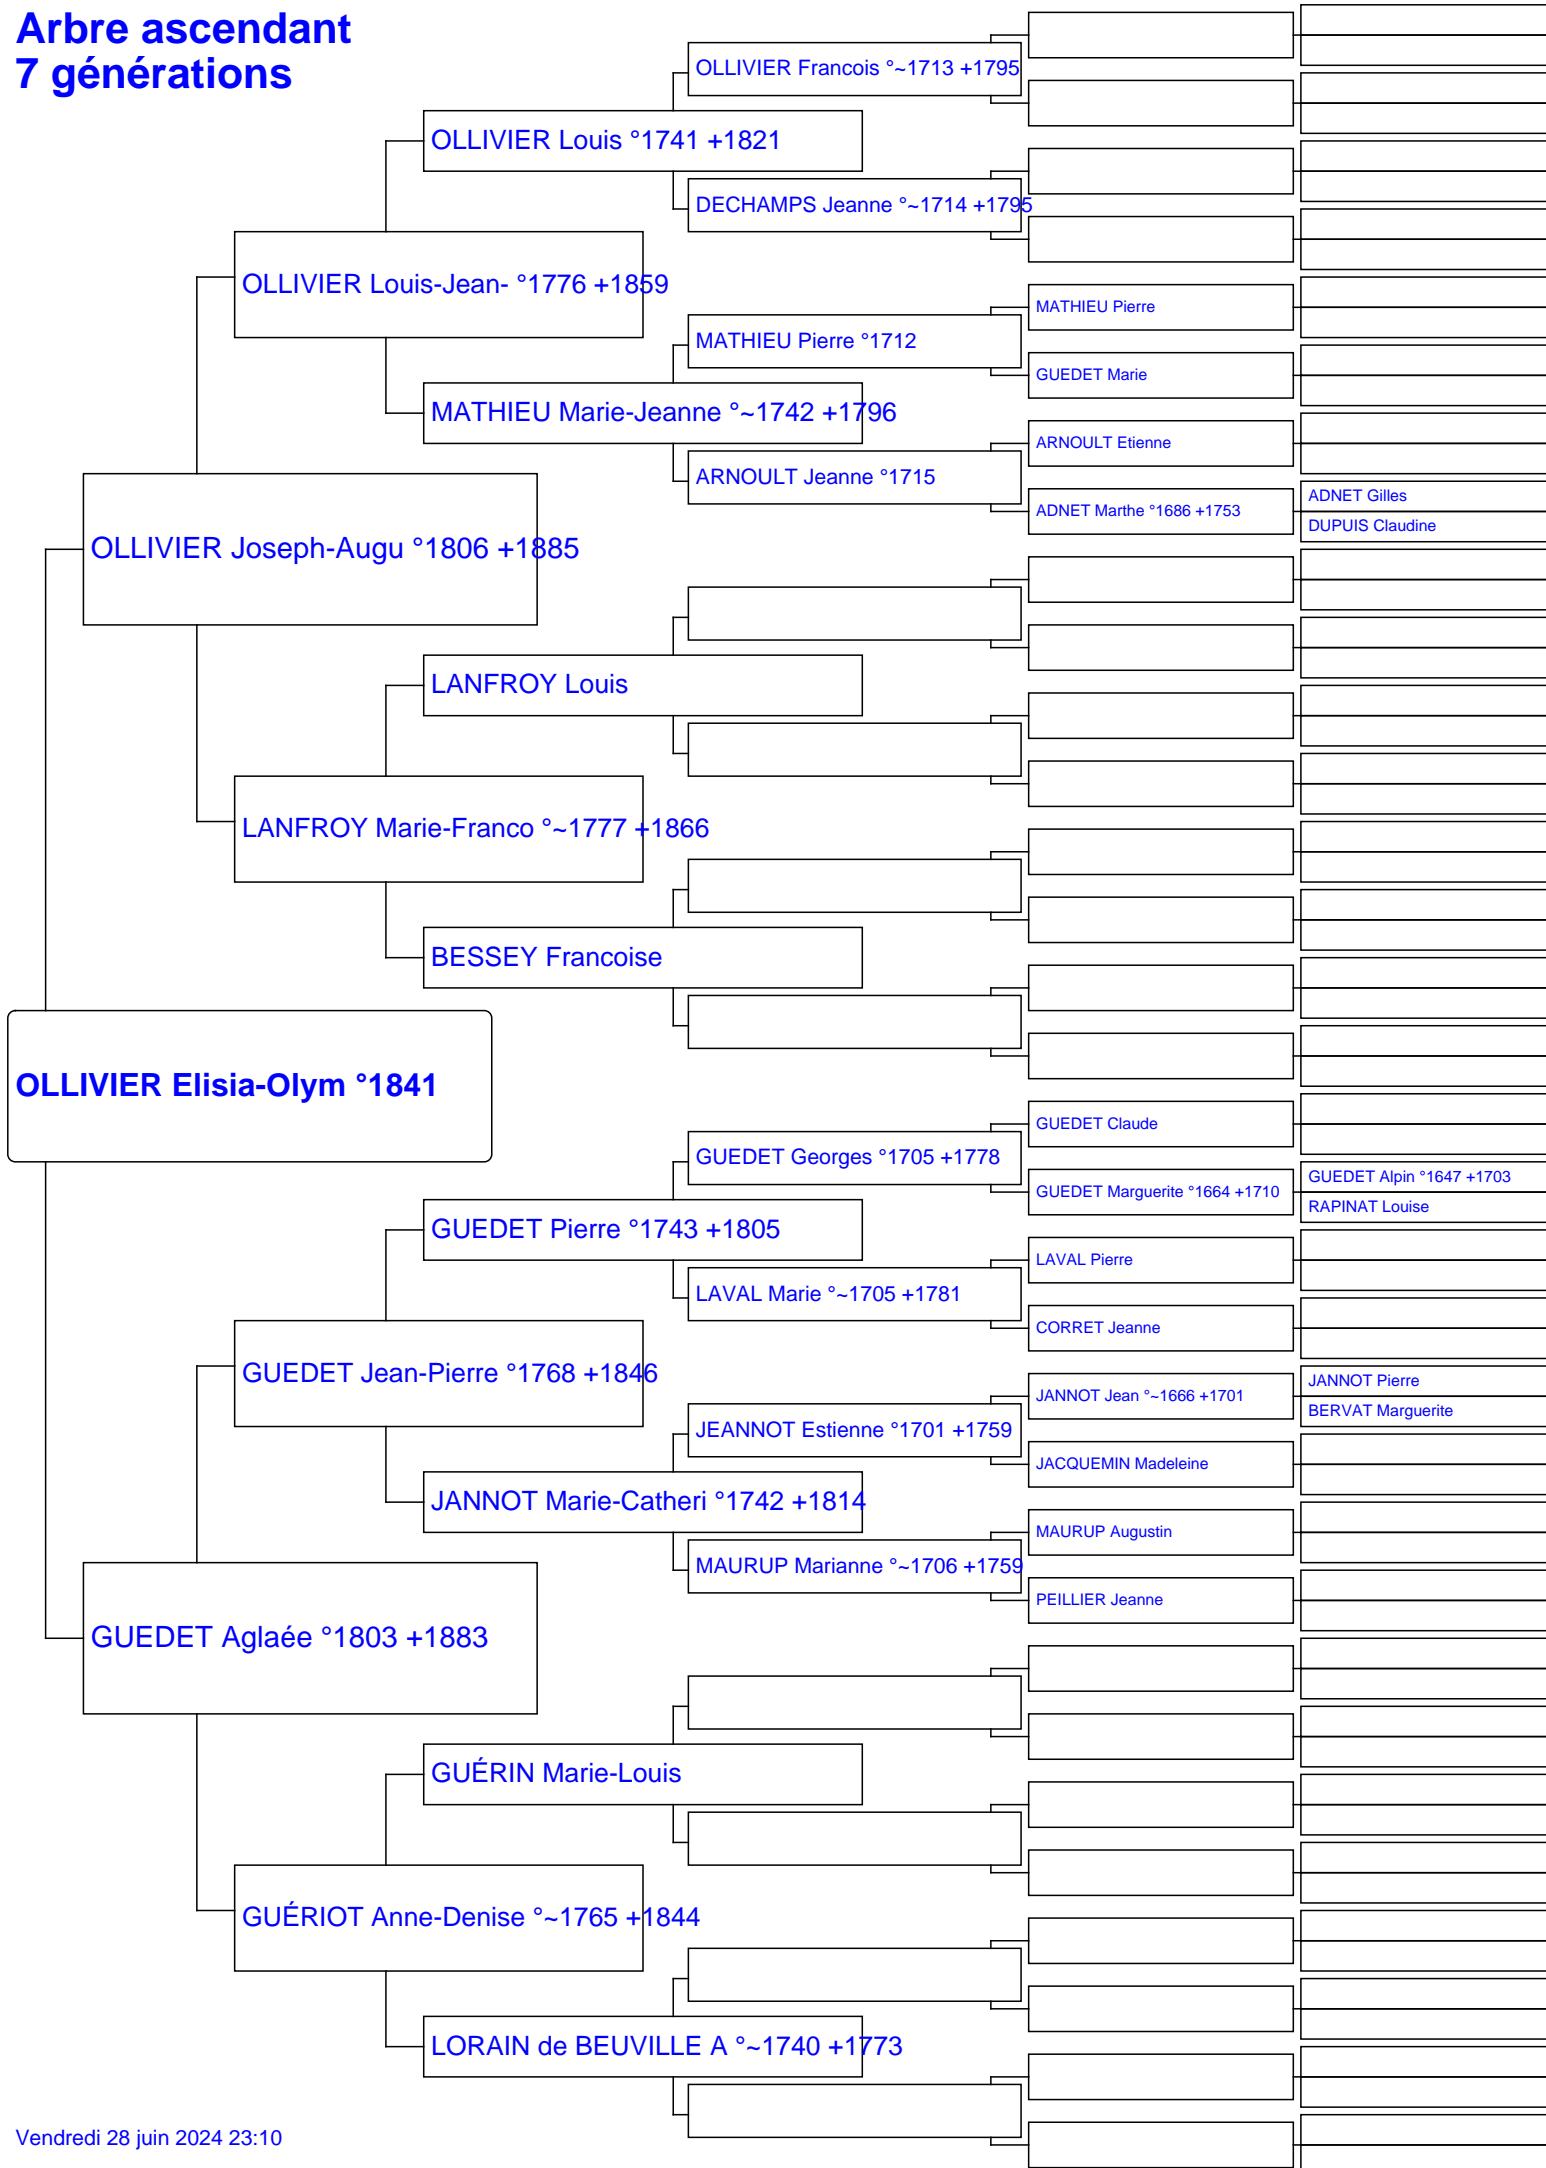 Arbre ascendant
7 générations
OLLIVIER Francois °~1713 +1795
OLLIVIER Louis °1741 +1821
DECHAMPS Jeanne °~1714 +1795
OLLIVIER Louis-Jean- °1776 +1859
MATHIEU Pierre
MATHIEU Pierre °1712
GUEDET Marie
MATHIEU Marie-Jeanne °~1742 +1796
ARNOULT Etienne
ARNOULT Jeanne °1715
ADNET Gilles
ADNET Marthe °1686 +1753
DUPUIS Claudine
OLLIVIER Joseph-Augu °1806 +1885
LANFROY Louis
LANFROY Marie-Franco °~1777 +1866
BESSEY Francoise
OLLIVIER Elisia-Olym °1841
GUEDET Claude
GUEDET Georges °1705 +1778
GUEDET Alpin °1647 +1703
GUEDET Marguerite °1664 +1710
RAPINAT Louise
GUEDET Pierre °1743 +1805
LAVAL Pierre
LAVAL Marie °~1705 +1781
CORRET Jeanne
GUEDET Jean-Pierre °1768 +1846
JANNOT Pierre
JANNOT Jean °~1666 +1701
BERVAT Marguerite
JEANNOT Estienne °1701 +1759
JACQUEMIN Madeleine
JANNOT Marie-Catheri °1742 +1814
MAURUP Augustin
MAURUP Marianne °~1706 +1759
PEILLIER Jeanne
GUEDET Aglaée °1803 +1883
GUÉRIN Marie-Louis
GUÉRIOT Anne-Denise °~1765 +1844
LORAIN de BEUVILLE A °~1740 +1773
Vendredi 28 juin 2024 23:10